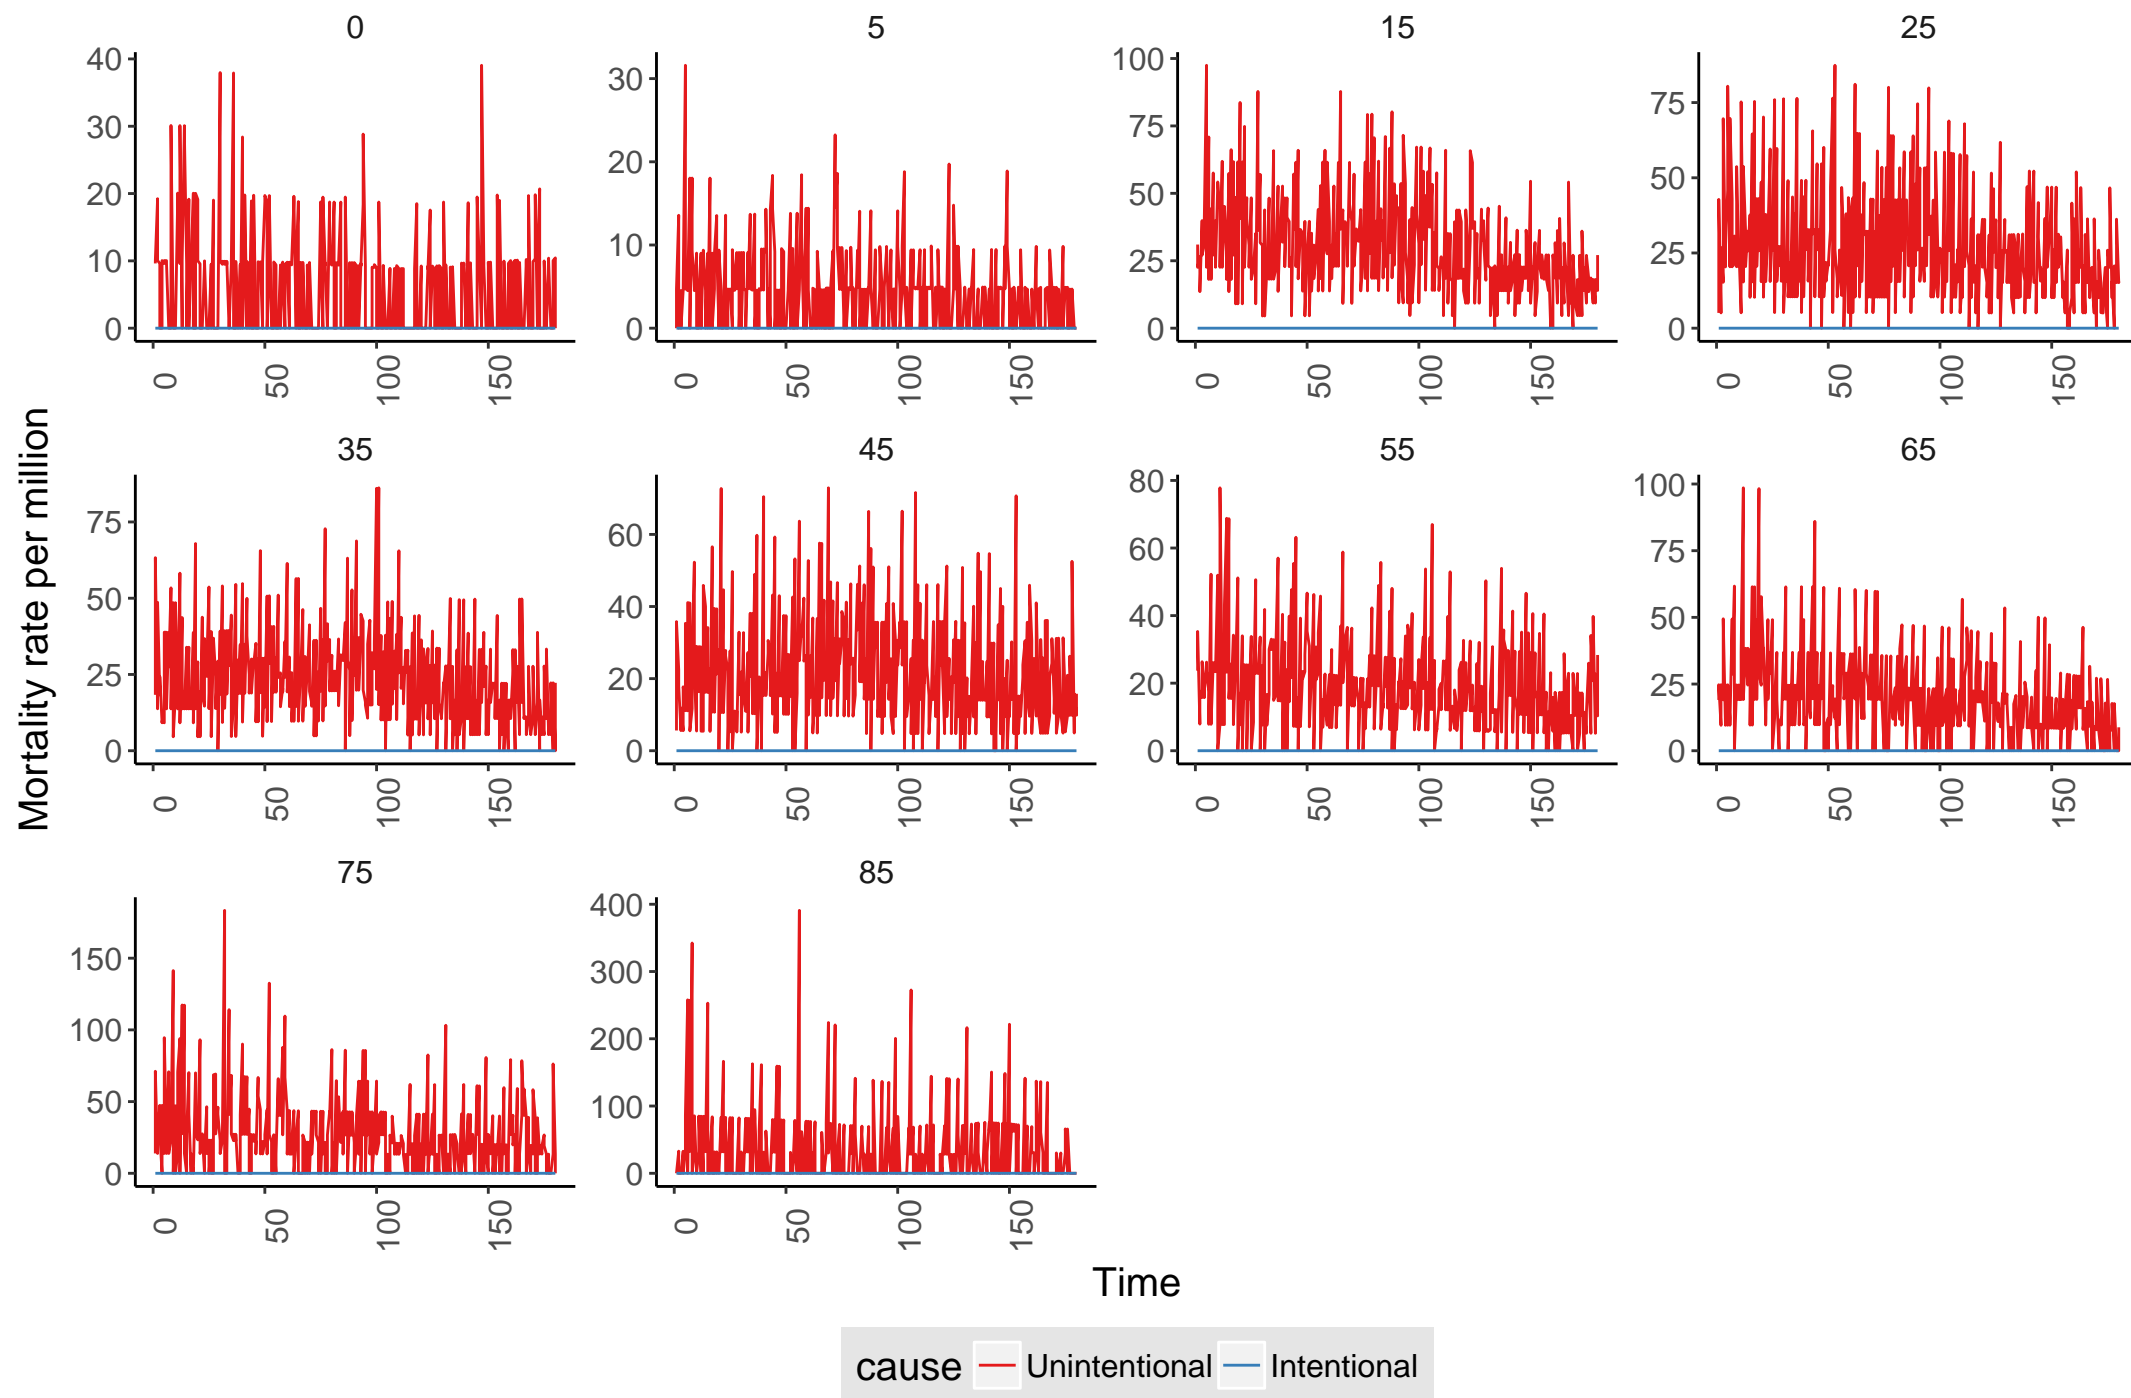 0 5 15 25
40 30 20 10 0
30 20 10 0
100 75 50 25 0
75 50 25 0
0 50 100 150
0 50 100 150
0 50 100 150
0 50 100 150
Mortality rate per million
35 45 55 65
75 50 25 0
60 40 20 0
80 60 40 20 0
100 75 50 25 0
0 50 100 150
0 50 100 150
0 50 100 150
0 50 100 150
75 85
150 100 50 0
400 300 200 100 0
0 50 100 150
0 50 100 150
Time
cause Unintentional Intentional